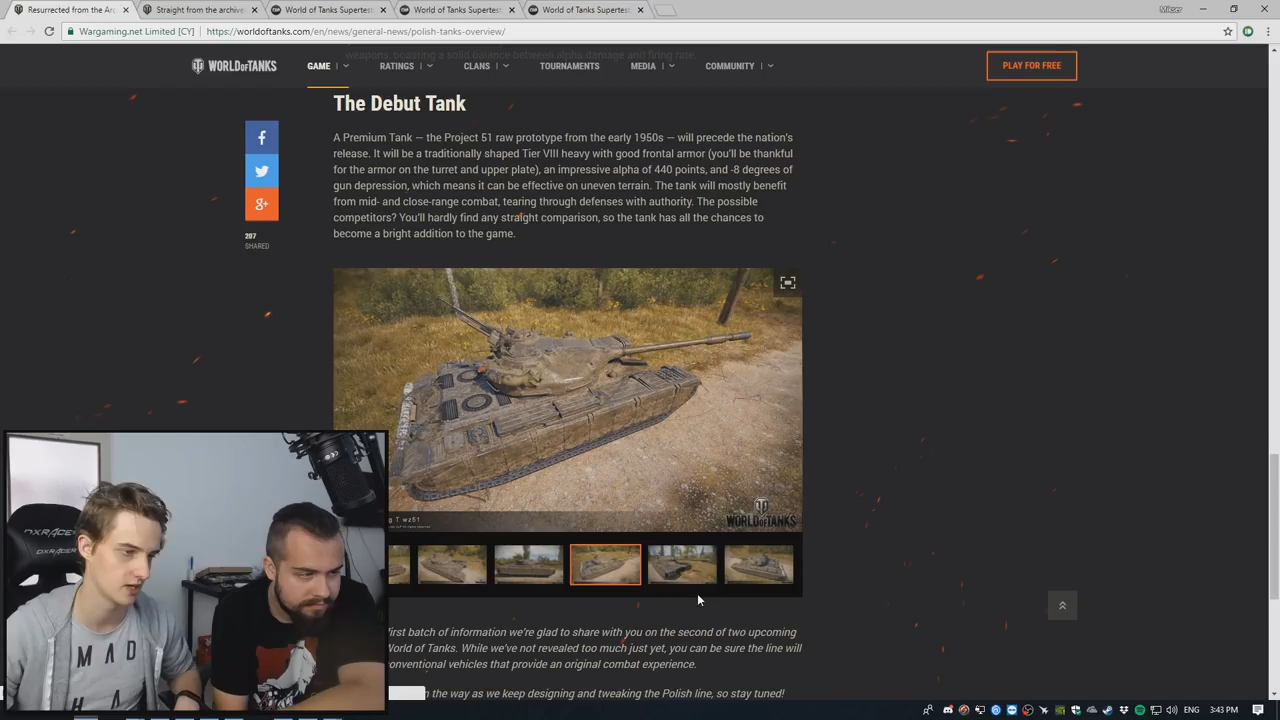 Resurrected from the Ar
Straight from the archive
World of Tanks Supertes
World of Tanks Supertes
World of Tanks Supertes
Wargaming.net Limited [CY]
https://worldoftanks.com/en/news/general-news/polish-tanks-overview/
weapons, boasting a solid balance between alpha damage and firing rate.
WORLD OF TANKS
GAME
RATINGS
CLANS
TOURNAMENTS
MEDIA
COMMUNITY
PLAY FOR FREE
The Debut Tank
A Premium Tank — the Project 51 raw prototype from the early 1950s — will precede the nation's
release. It will be a traditionally shaped Tier VIII heavy with good frontal armor (you'll be thankful
for the armor on the turret and upper plate), an impressive alpha of 440 points, and -8 degrees of
gun depression, which means it can be effective on uneven terrain. The tank will mostly benefit
from mid- and close-range combat, tearing through defenses with authority. The possible
competitors? You'll hardly find any straight comparison, so the tank has all the chances to
become a bright addition to the game.
f
g+
207
SHARED
g T wz51
WORLD OF TANKS
first batch of information we're glad to share with you on the second of two upcoming
World of Tanks. While we've not revealed too much just yet, you can be sure the line will
conventional vehicles that provide an original combat experience.
n the way as we keep designing and tweaking the Polish line, so stay tuned!
DXRACER
DXRACER
MAD
HA
ENG
3:43 PM